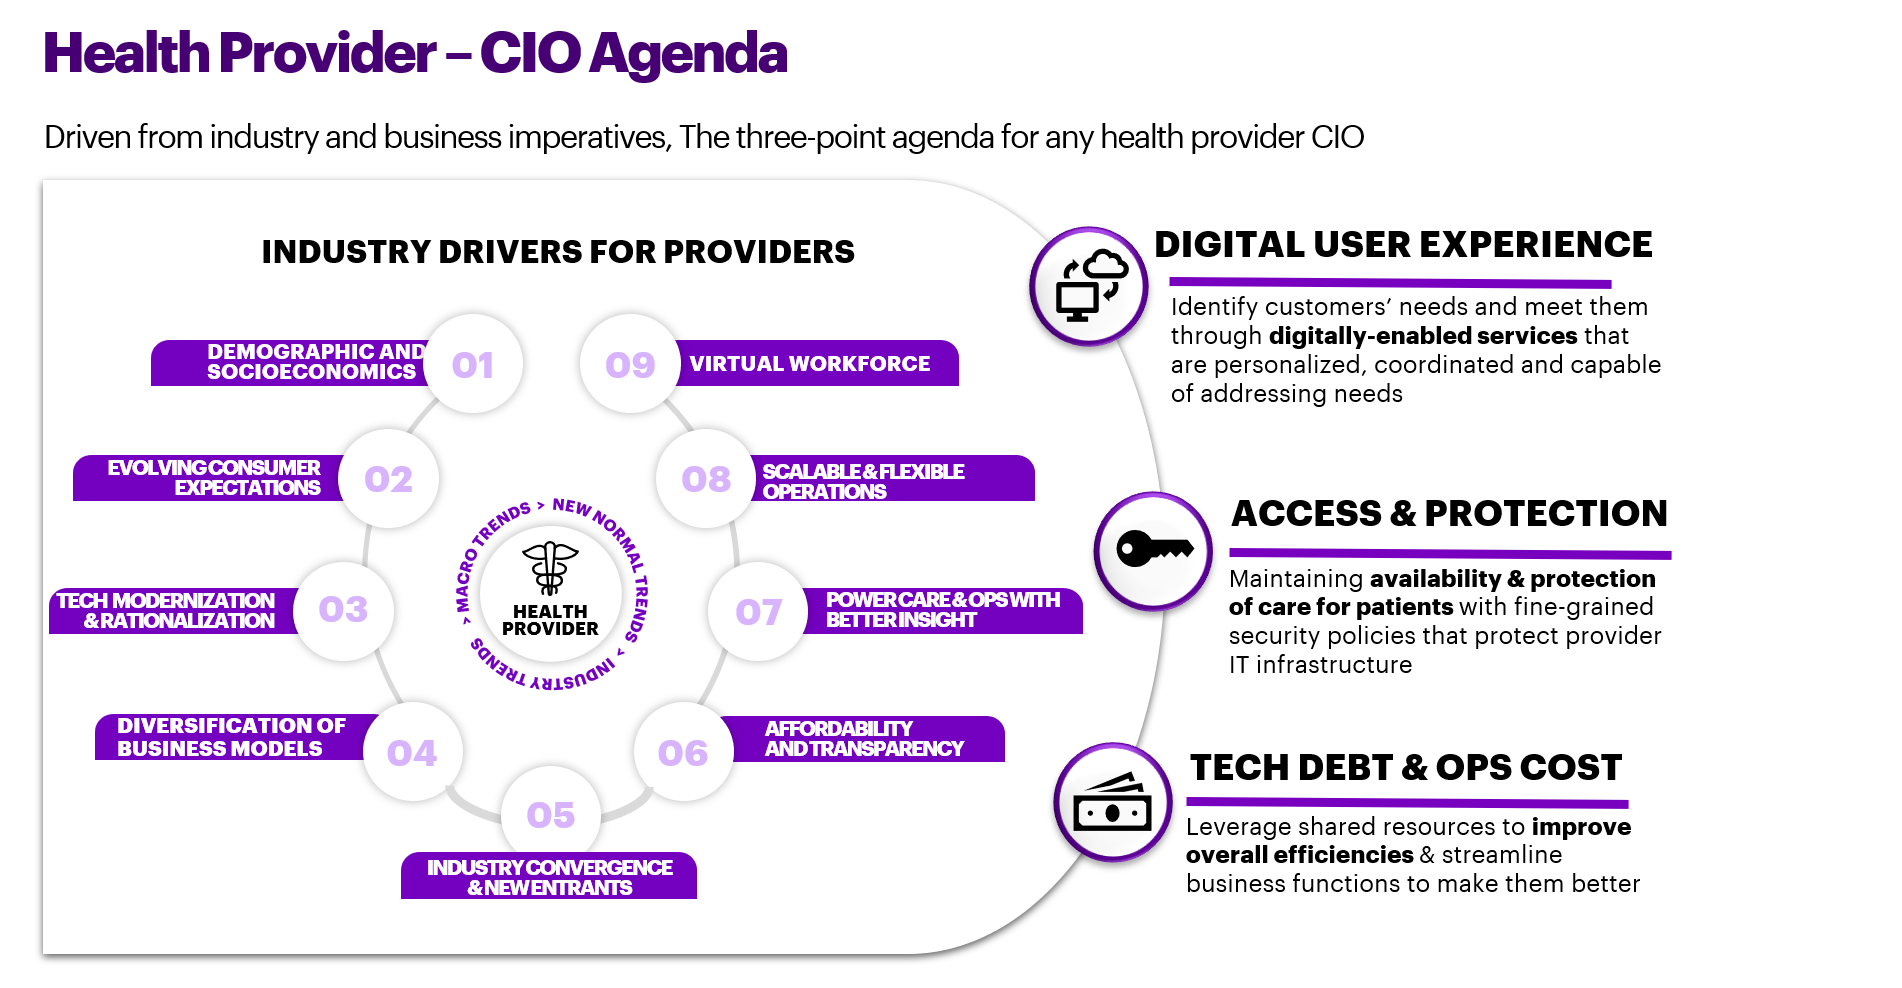 Health Provider – CIO Agenda
Driven from industry and business imperatives, The three-point agenda for any health provider CIO
INDUSTRY DRIVERS FOR PROVIDERS
01
DEMOGRAPHIC AND
SOCIOECONOMICS
02
EVOLVING CONSUMER
EXPECTATIONS
03
TECH MODERNIZATION
& RATIONALIZATION
04
DIVERSIFICATION OF
BUSINESS MODELS
05
INDUSTRY CONVERGENCE
& NEW ENTRANTS
06
AFFORDABILITY
AND TRANSPARENCY
07
POWER CARE & OPS WITH
BETTER INSIGHT
08
SCALABLE & FLEXIBLE
OPERATIONS
09
VIRTUAL WORKFORCE
MACRO TRENDS > NEW NORMAL TRENDS > INDUSTRY TRENDS >
HEALTH
PROVIDER
DIGITAL USER EXPERIENCE
Identify customers’ needs and meet them
through digitally-enabled services that
are personalized, coordinated and capable
of addressing needs
ACCESS & PROTECTION
Maintaining availability & protection
of care for patients with fine-grained
security policies that protect provider
IT infrastructure
TECH DEBT & OPS COST
Leverage shared resources to improve
overall efficiencies & streamline
business functions to make them better